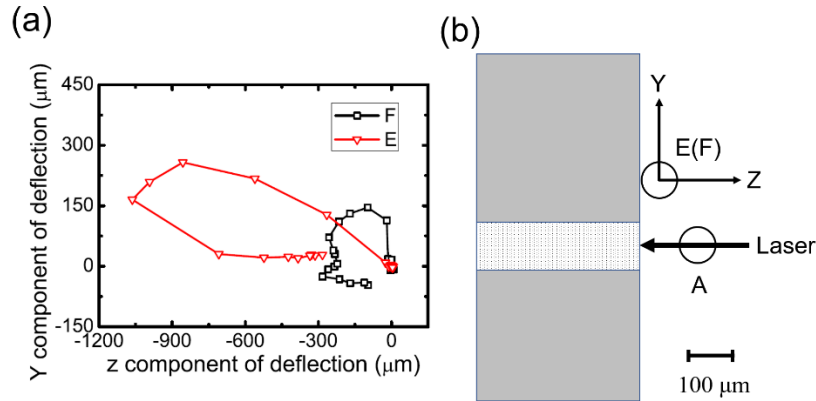 (a)
Y component of deflection (μm)
450
300
150
0
-150
-1200
-900
-600
-300
0
z component of deflection (μm)
F
E
(b)
Y
E(F)
Z
Laser
A
100 μm